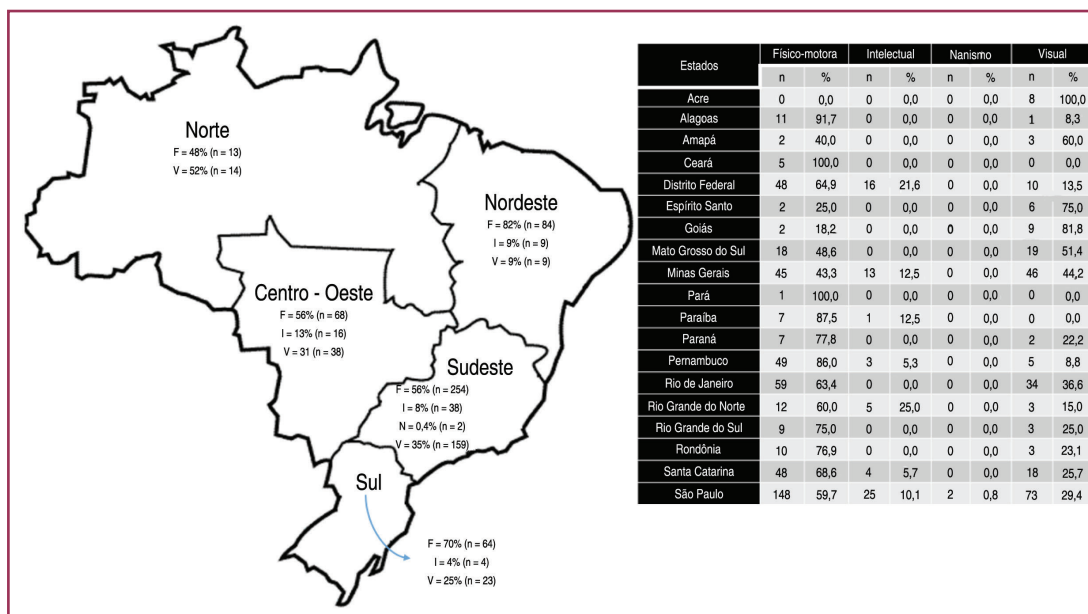 Norte
F = 48% (n = 13)
V = 52% (n = 14)
Nordeste
F = 82% (n = 84)
I = 9% (n = 9)
V = 9% (n = 9)
Centro - Oeste
F = 56% (n = 68)
I = 13% (n = 16)
V = 31 (n = 38)
Sudeste
F = 56% (n = 254)
I = 8% (n = 38)
N = 0,4% (n = 2)
V = 35% (n = 159)
Sul
F = 70% (n = 64)
I = 4% (n = 4)
V = 25% (n = 23)
Estados Físico-motora Intelectual Nanismo Visual
n % n % n % n %
Acre 0 0,0 0 0,0 0 0,0 8 100,0
Alagoas 11 91,7 0 0,0 0 0,0 1 8,3
Amapá 2 40,0 0 0,0 0 0,0 3 60,0
Ceará 5 100,0 0 0,0 0 0,0 0 0,0
Distrito Federal 48 64,9 16 21,6 0 0,0 10 13,5
Espírito Santo 2 25,0 0 0,0 0 0,0 6 75,0
Goiás 2 18,2 0 0,0 0 0,0 9 81,8
Mato Grosso do Sul 18 48,6 0 0,0 0 0,0 19 51,4
Minas Gerais 45 43,3 13 12,5 0 0,0 46 44,2
Pará 1 100,0 0 0,0 0 0,0 0 0,0
Paraíba 7 87,5 1 12,5 0 0,0 0 0,0
Paraná 7 77,8 0 0,0 0 0,0 2 22,2
Pernambuco 49 86,0 3 5,3 0 0,0 5 8,8
Rio de Janeiro 59 63,4 0 0,0 0 0,0 34 36,6
Rio Grande do Norte 12 60,0 5 25,0 0 0,0 3 15,0
Rio Grande do Sul 9 75,0 0 0,0 0 0,0 3 25,0
Rondônia 10 76,9 0 0,0 0 0,0 3 23,1
Santa Catarina 48 68,6 4 5,7 0 0,0 18 25,7
São Paulo 148 59,7 25 10,1 2 0,8 73 29,4